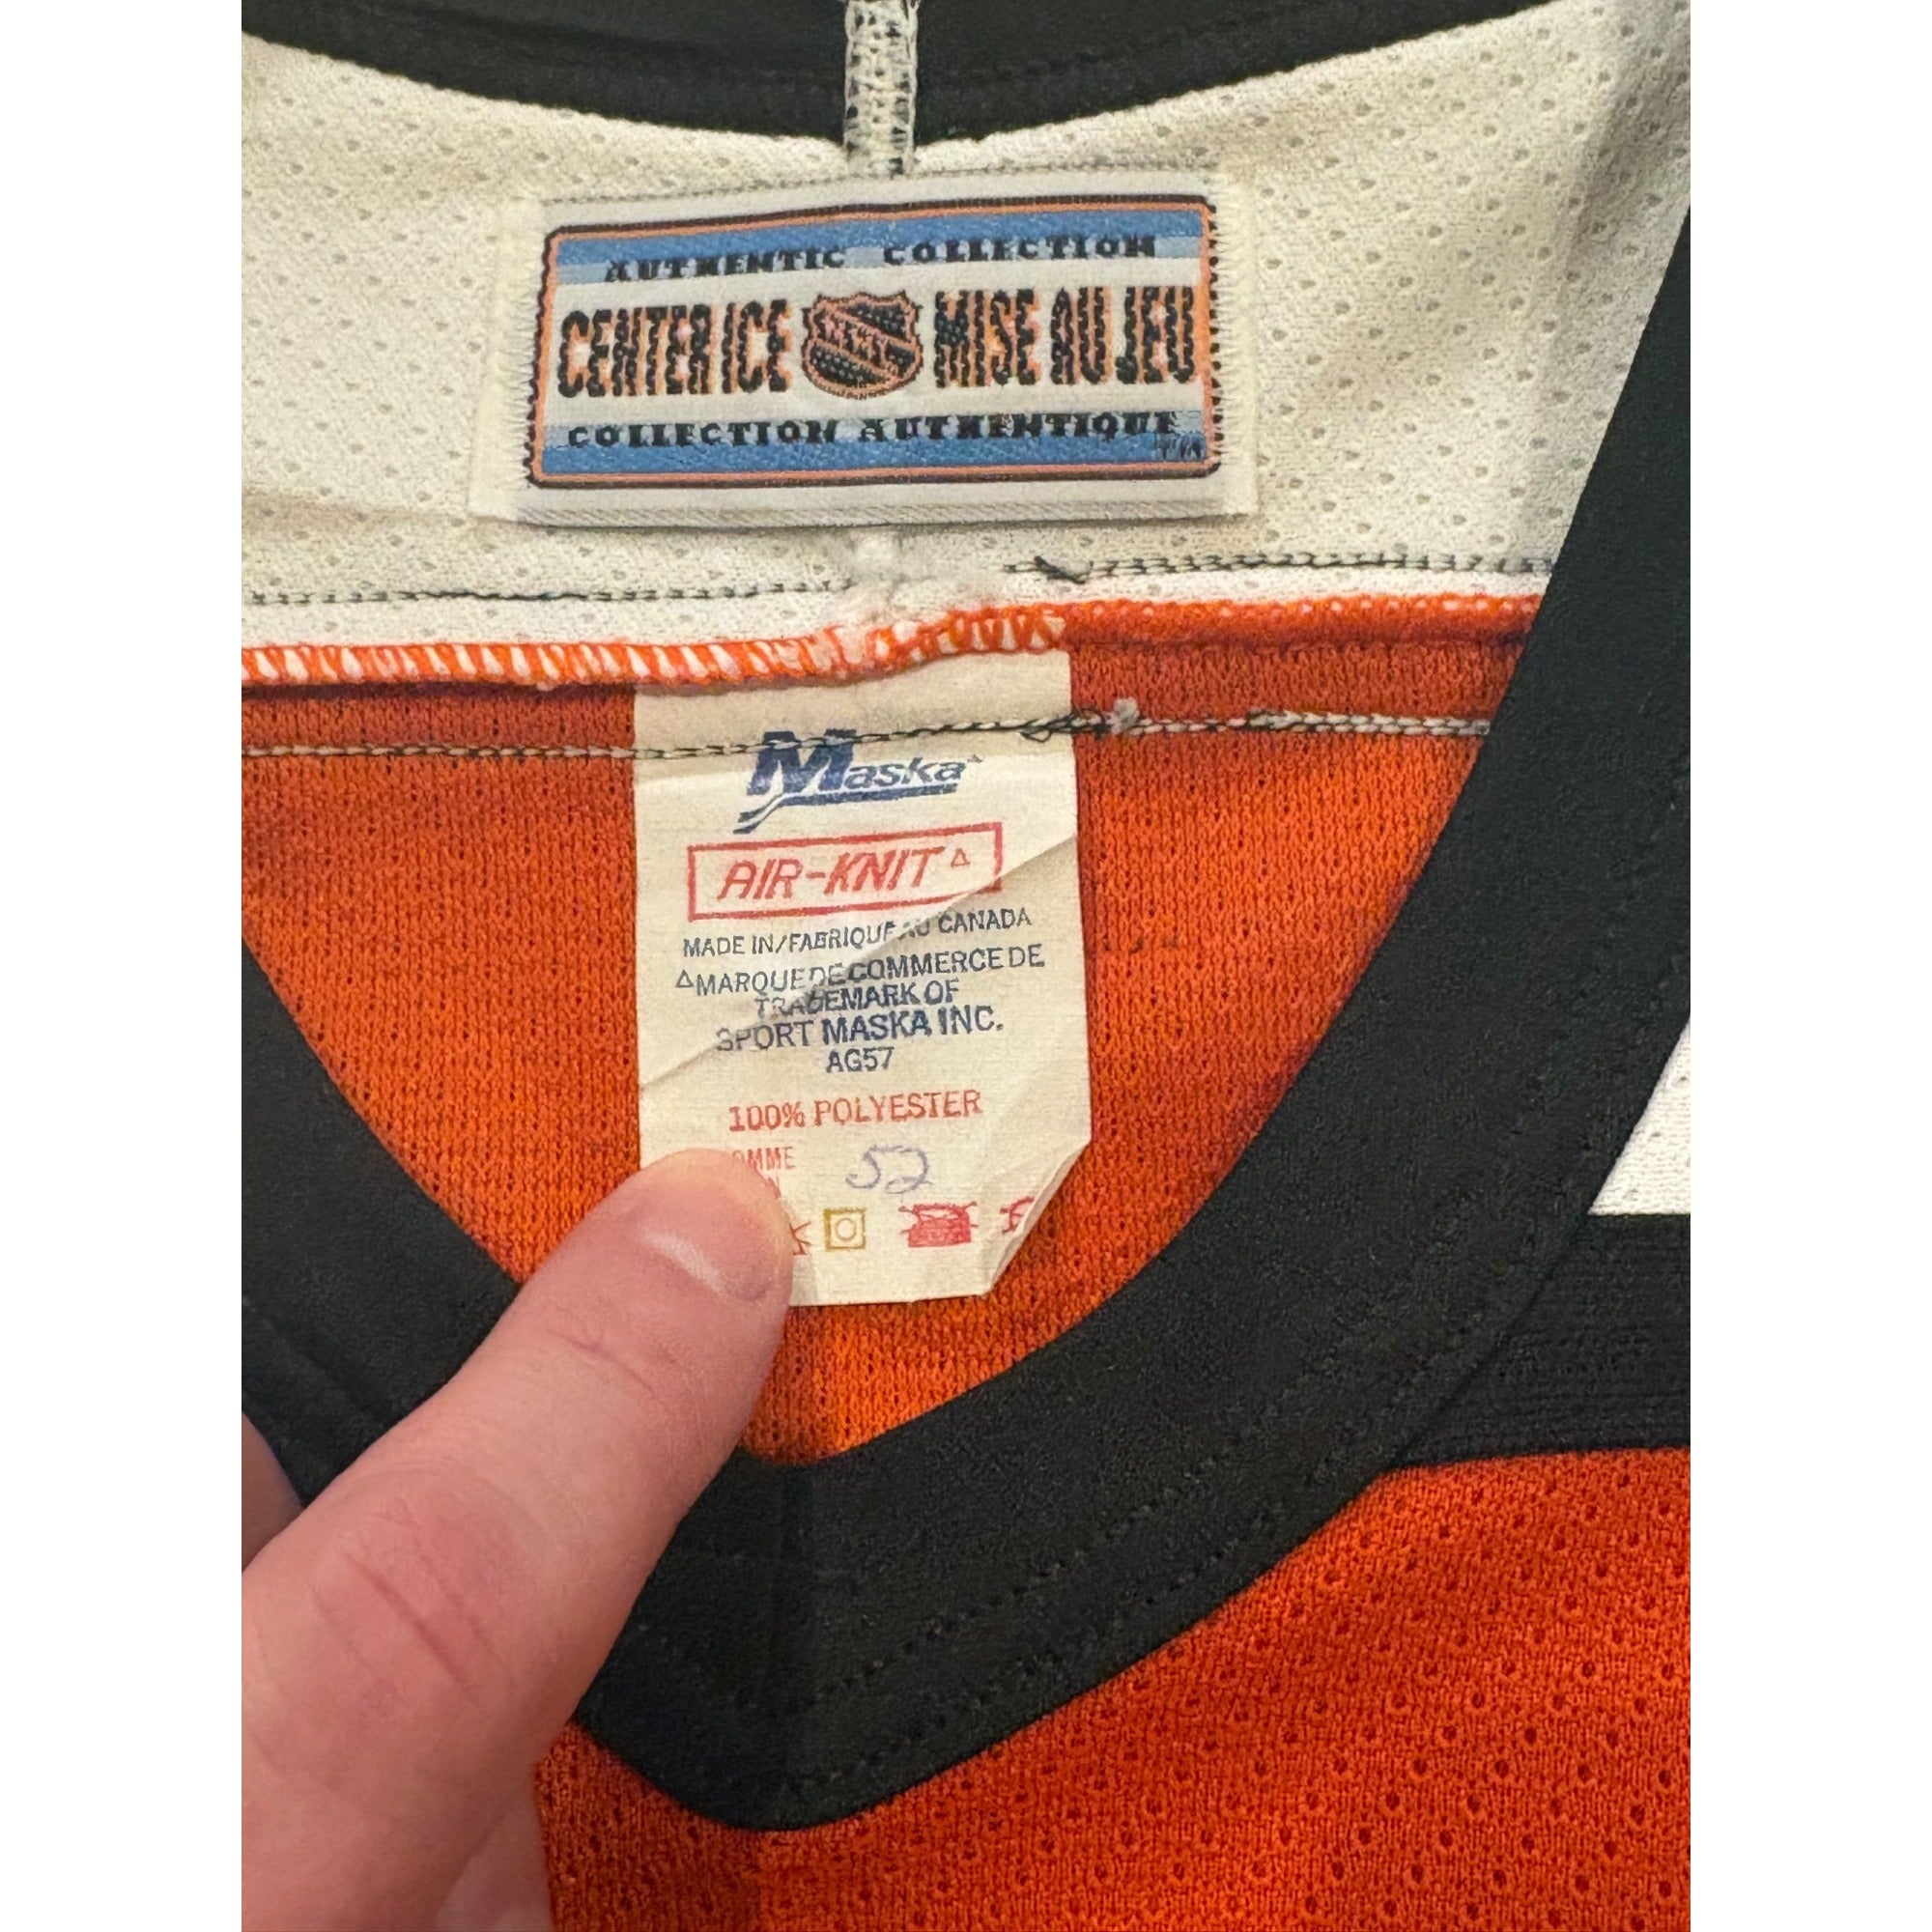 AUTHENTIC COLLECTION
CENTER ICE MISE AU JEU
COLLECTION AUTHENTIQUE
TM
Maska
AIR-KNIT△
MADE IN/FABRIQUE AU CANADA
△MARQUE DE COMMERCE DE
TRADEMARK OF
SPORT MASKA INC.
AG57
100% POLYESTER
52